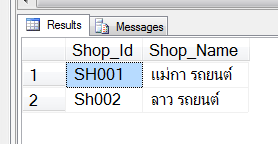 Results Messages
Shop_Id Shop_Name
1 SH001 แม่กา รถยนต์
2 Sh002 ลาว รถยนต์